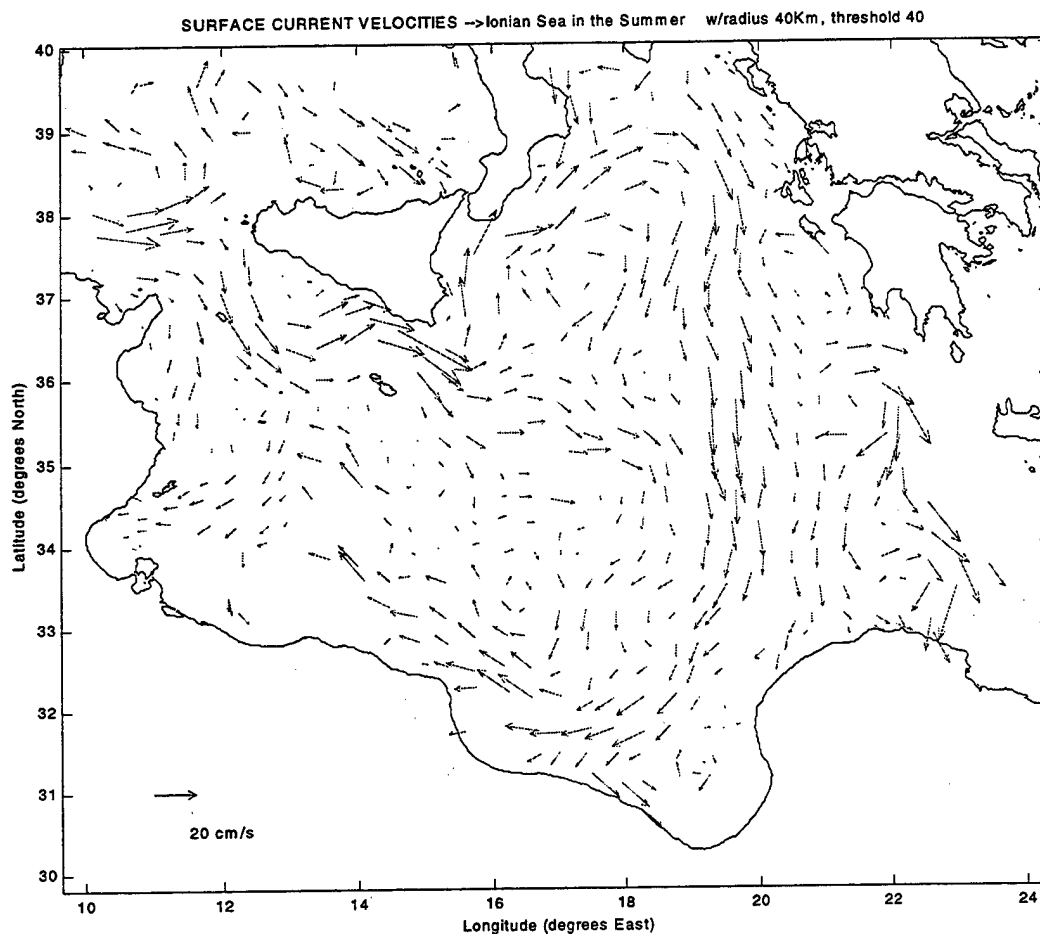 SURFACE CURRENT VELOCITIES -->Ionian Sea in the Summer w/radius 40Km, threshold 40
40
39
38
37
36
35
34
33
32
31
30
Latitude (degrees North)
20 cm/s
10 12 14 16 18 20 22 24
Longitude (degrees East)